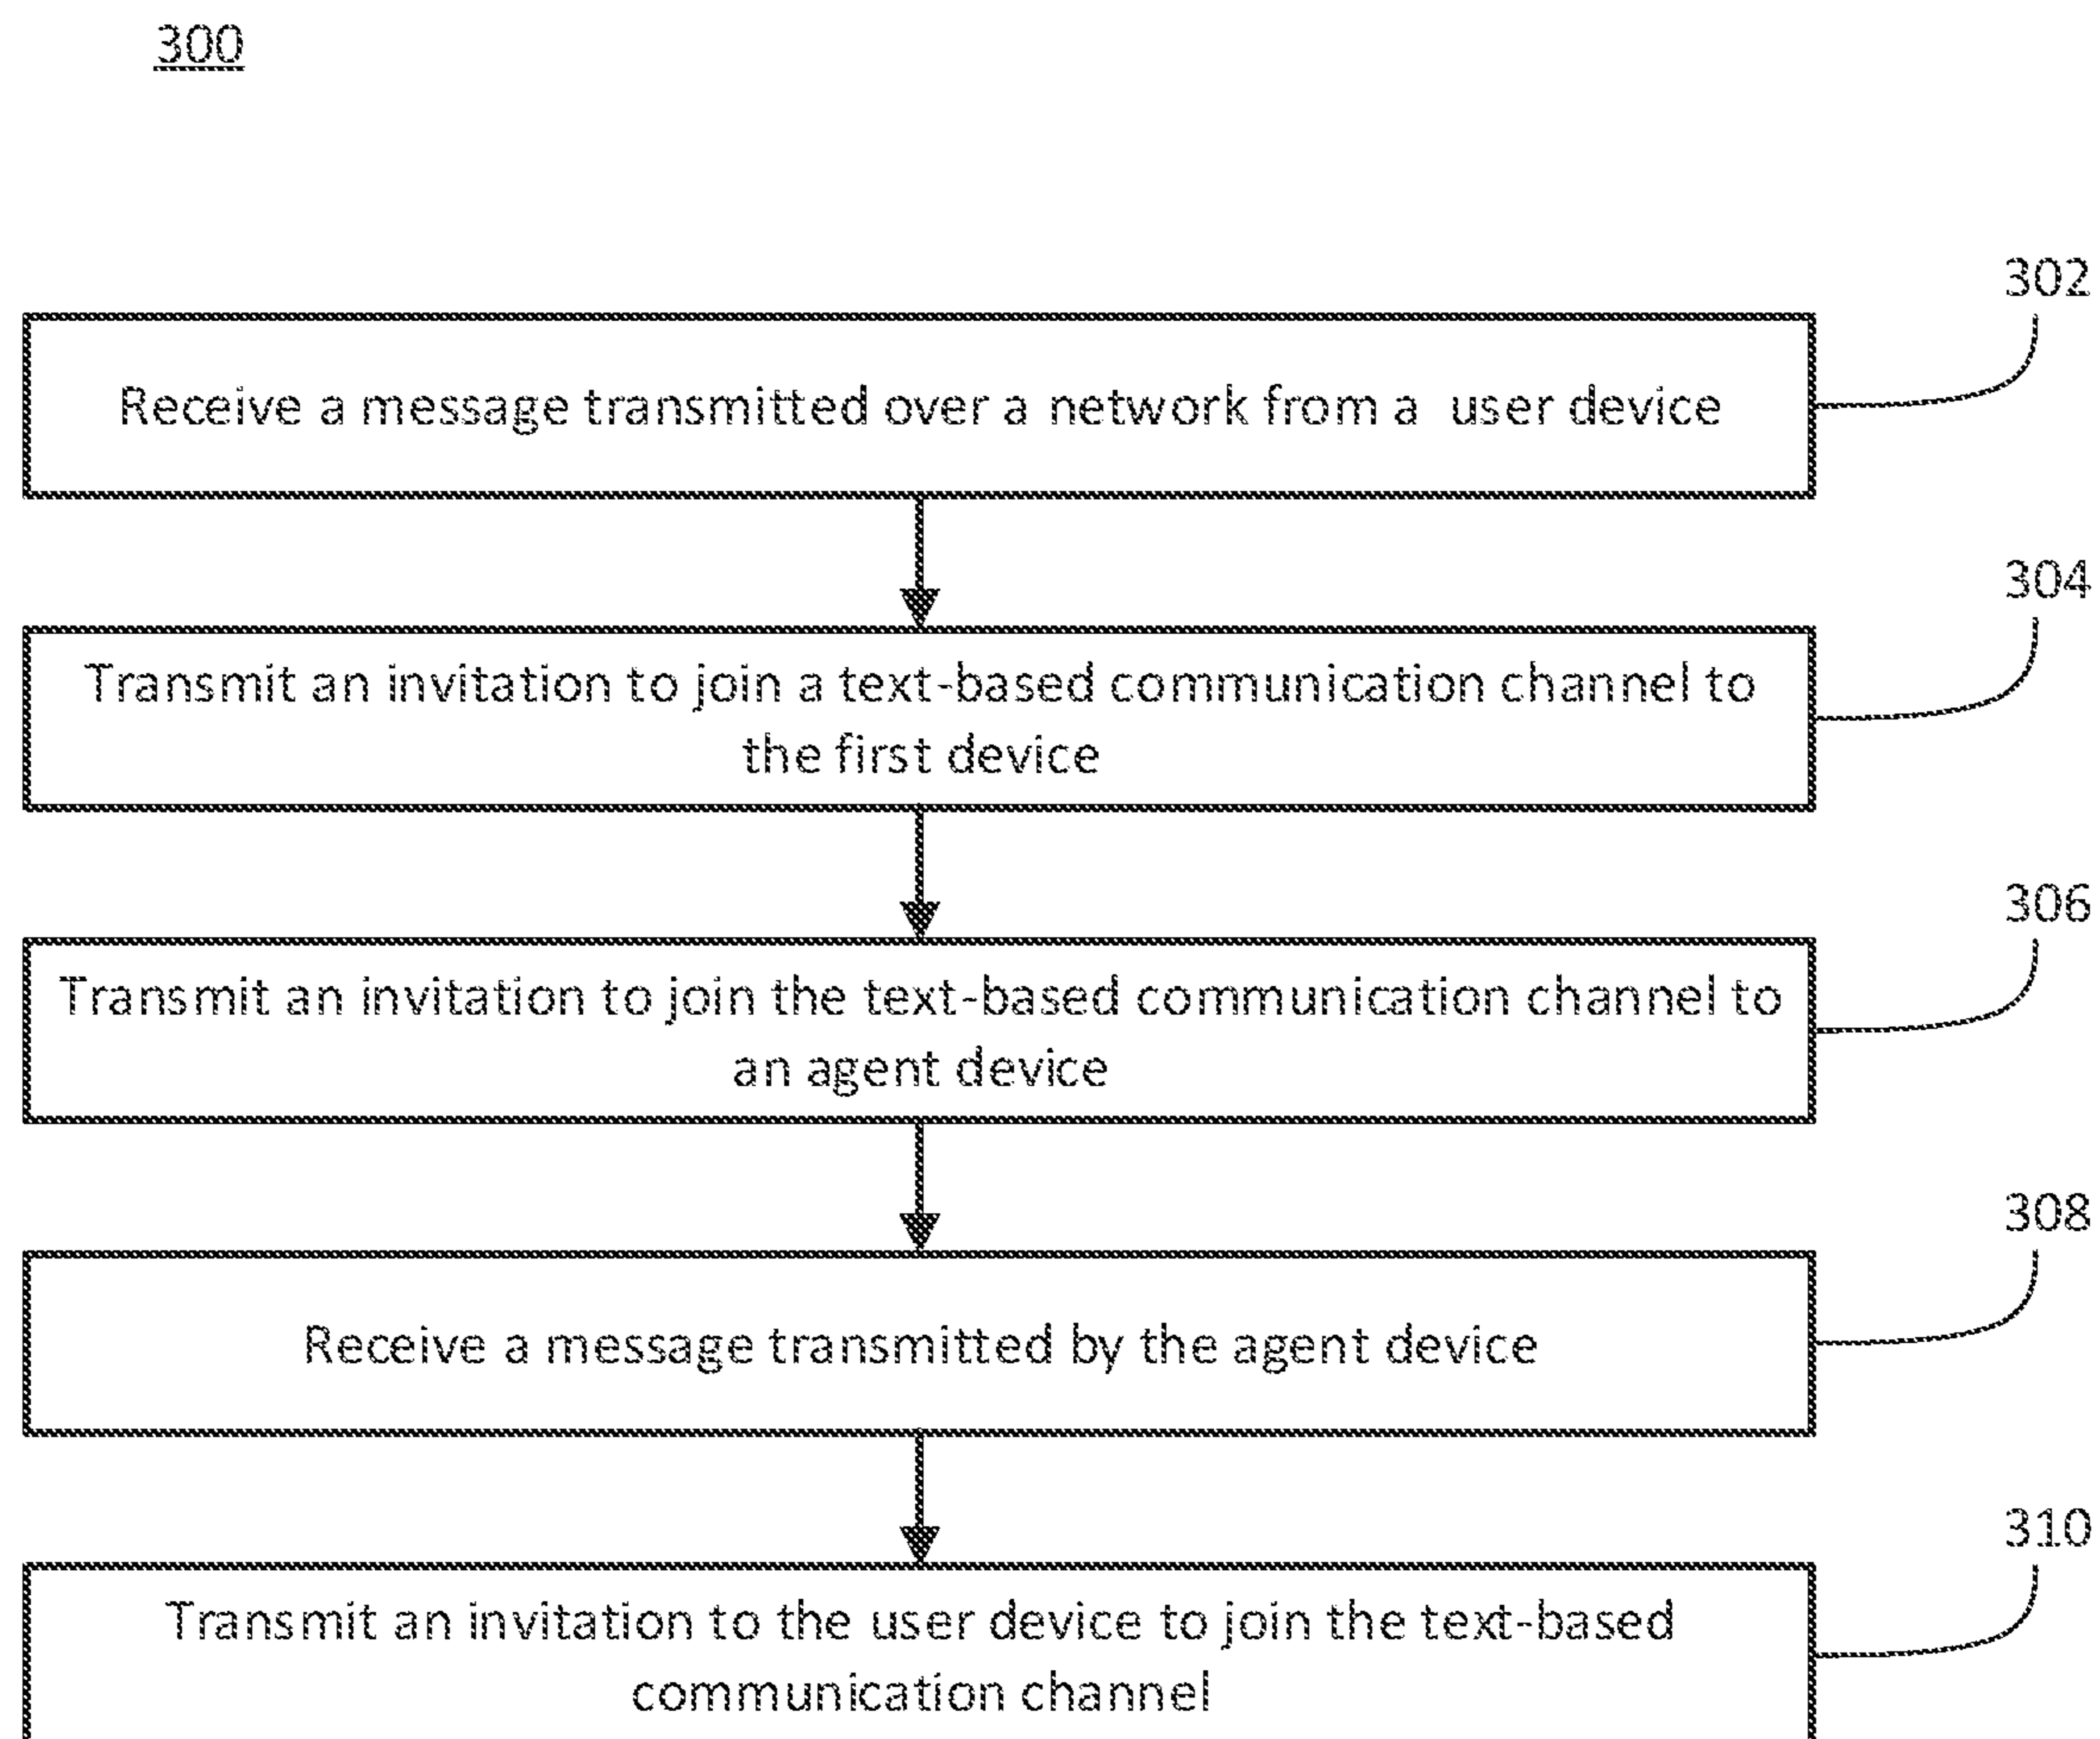 300
302
Receive a message transmitted over a network from a user device
304
Transmit an invitation to join a text-based communication channel to
the first device
306
Transmit an invitation to join the text-based communication channel to
an agent device
308
Receive a message transmitted by the agent device
310
Transmit an invitation to the user device to join the text-based
communication channel